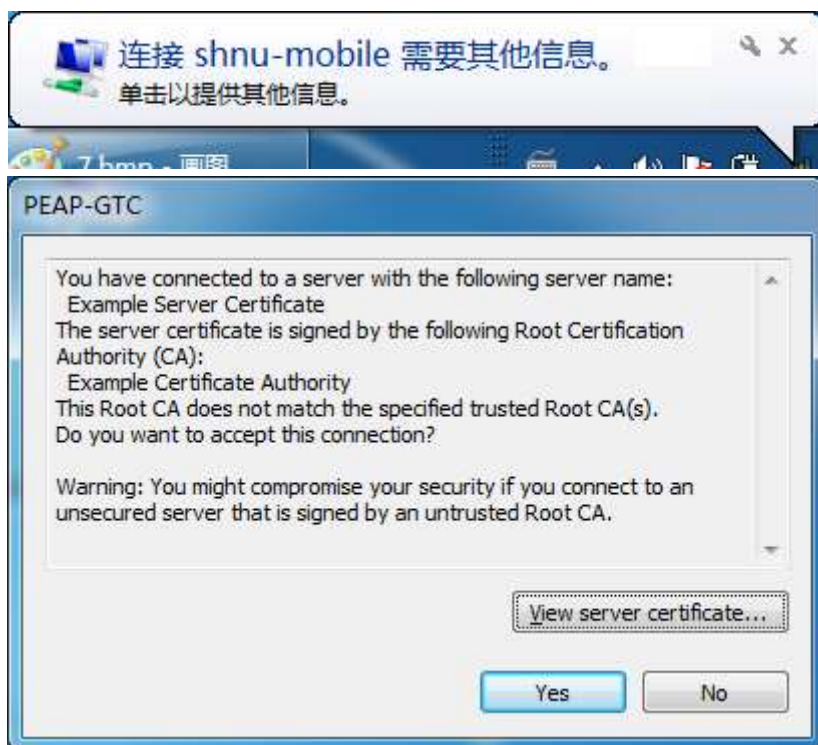 连接 shnu-mobile 需要其他信息。
单击以提供其他信息。
7.bmp - 画图
PEAP-GTC
You have connected to a server with the following server name:
Example Server Certificate
The server certificate is signed by the following Root Certification
Authority (CA):
Example Certificate Authority
This Root CA does not match the specified trusted Root CA(s).
Do you want to accept this connection?
Warning: You might compromise your security if you connect to an
unsecured server that is signed by an untrusted Root CA.
View server certificate...
Yes
No